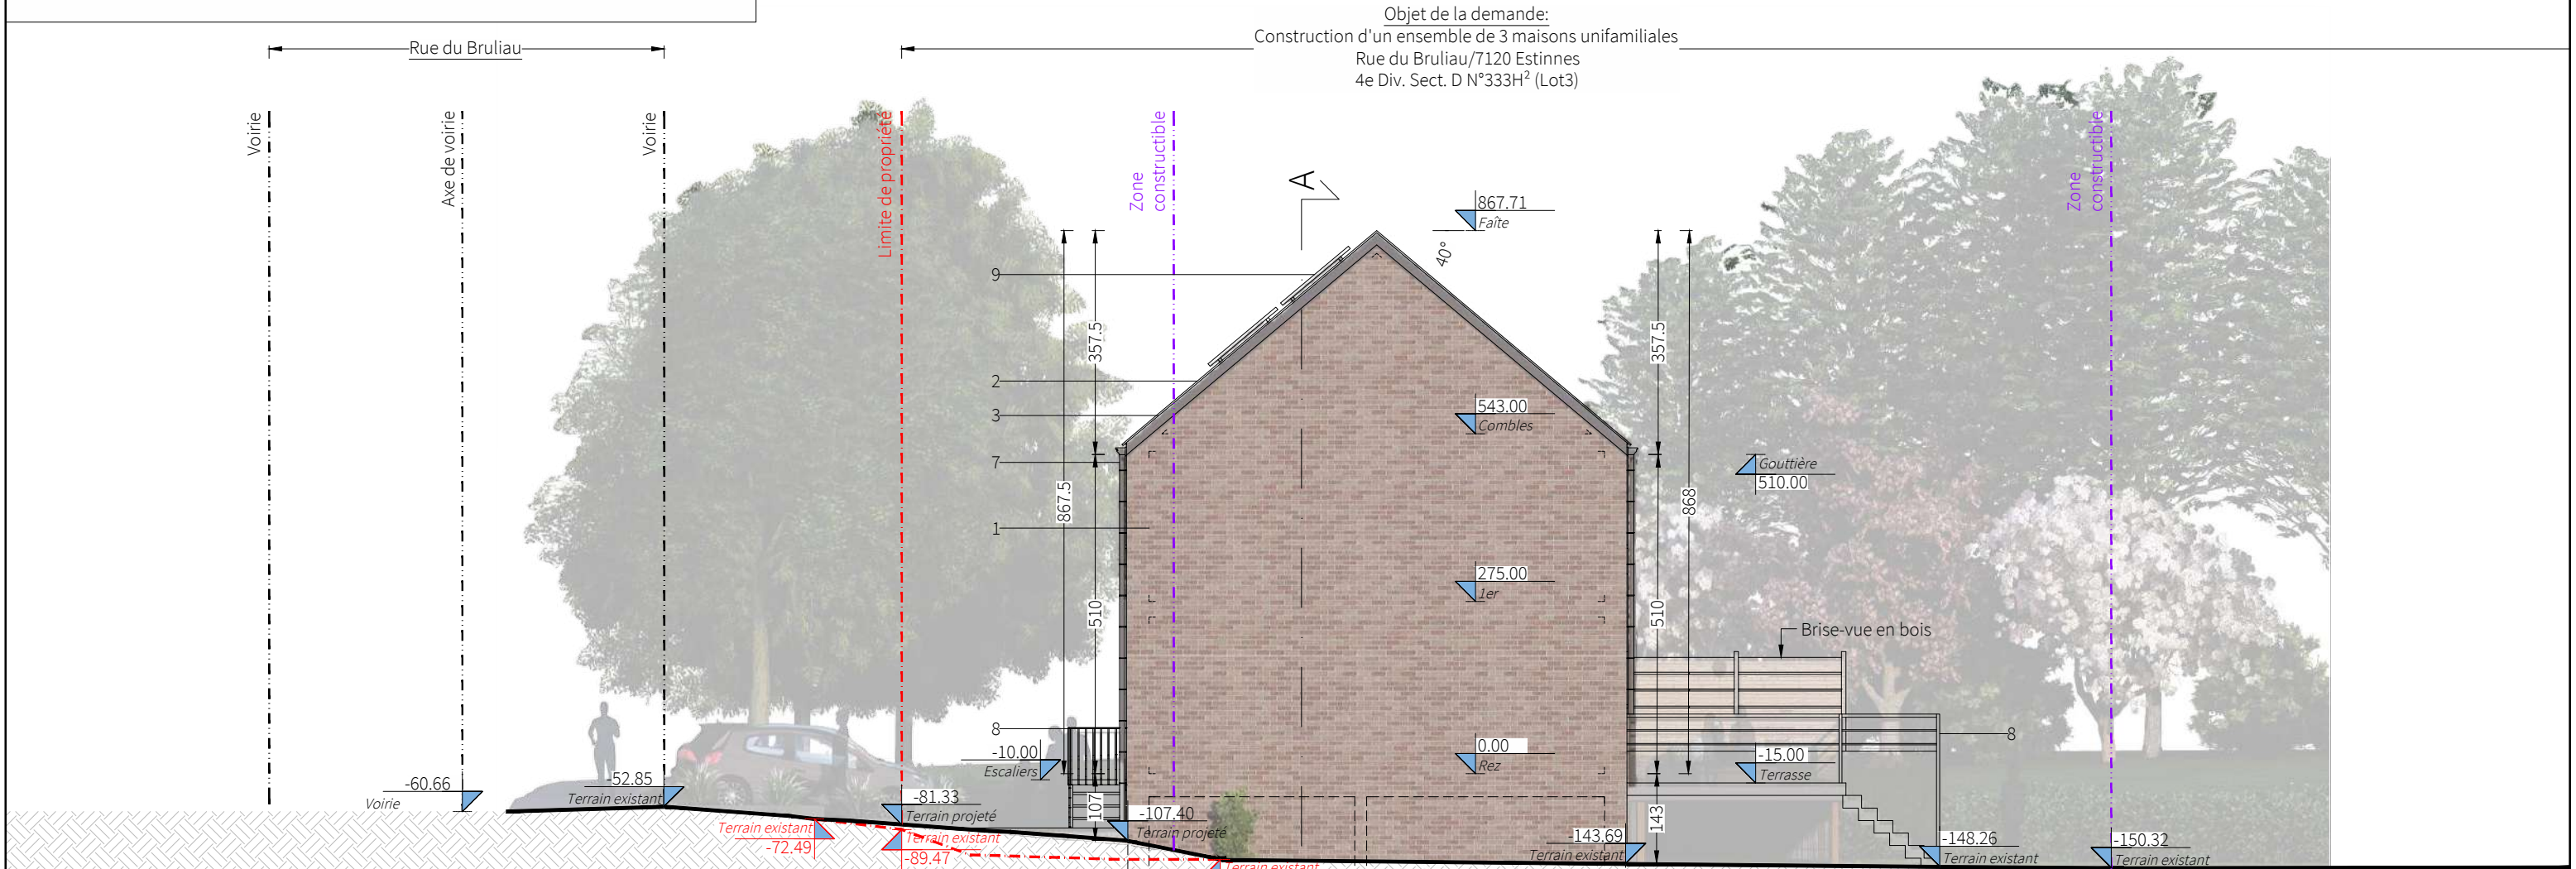 Objet de la demande:
Construction d'un ensemble de 3 maisons unifamiliales
Rue du Bruliau/7120 Estinnes
4e Div. Sect. D N°333H² (Lot3)
Rue du Bruliau
Voirie
Axe de voirie
Voirie
Limite de propriété
Zone
constructible
A
Zone
constructible
867.71
Faîte
40°
9
357.5
357.5
2
3
543.00
Combles
7
Gouttière
510.00
867.5
868
1
275.00
1er
510
510
Brise-vue en bois
8
8
-10.00
Escaliers
0.00
Rez
-15.00
Terrasse
-60.66
Voirie
-52.85
Terrain existant
-81.33
Terrain projeté
107
-107.40
Terrain projeté
143
Terrain existant
-72.49
Terrain existant
-89.47
Terrain existant
-143.69
Terrain existant
-148.26
Terrain existant
-150.32
Terrain existant